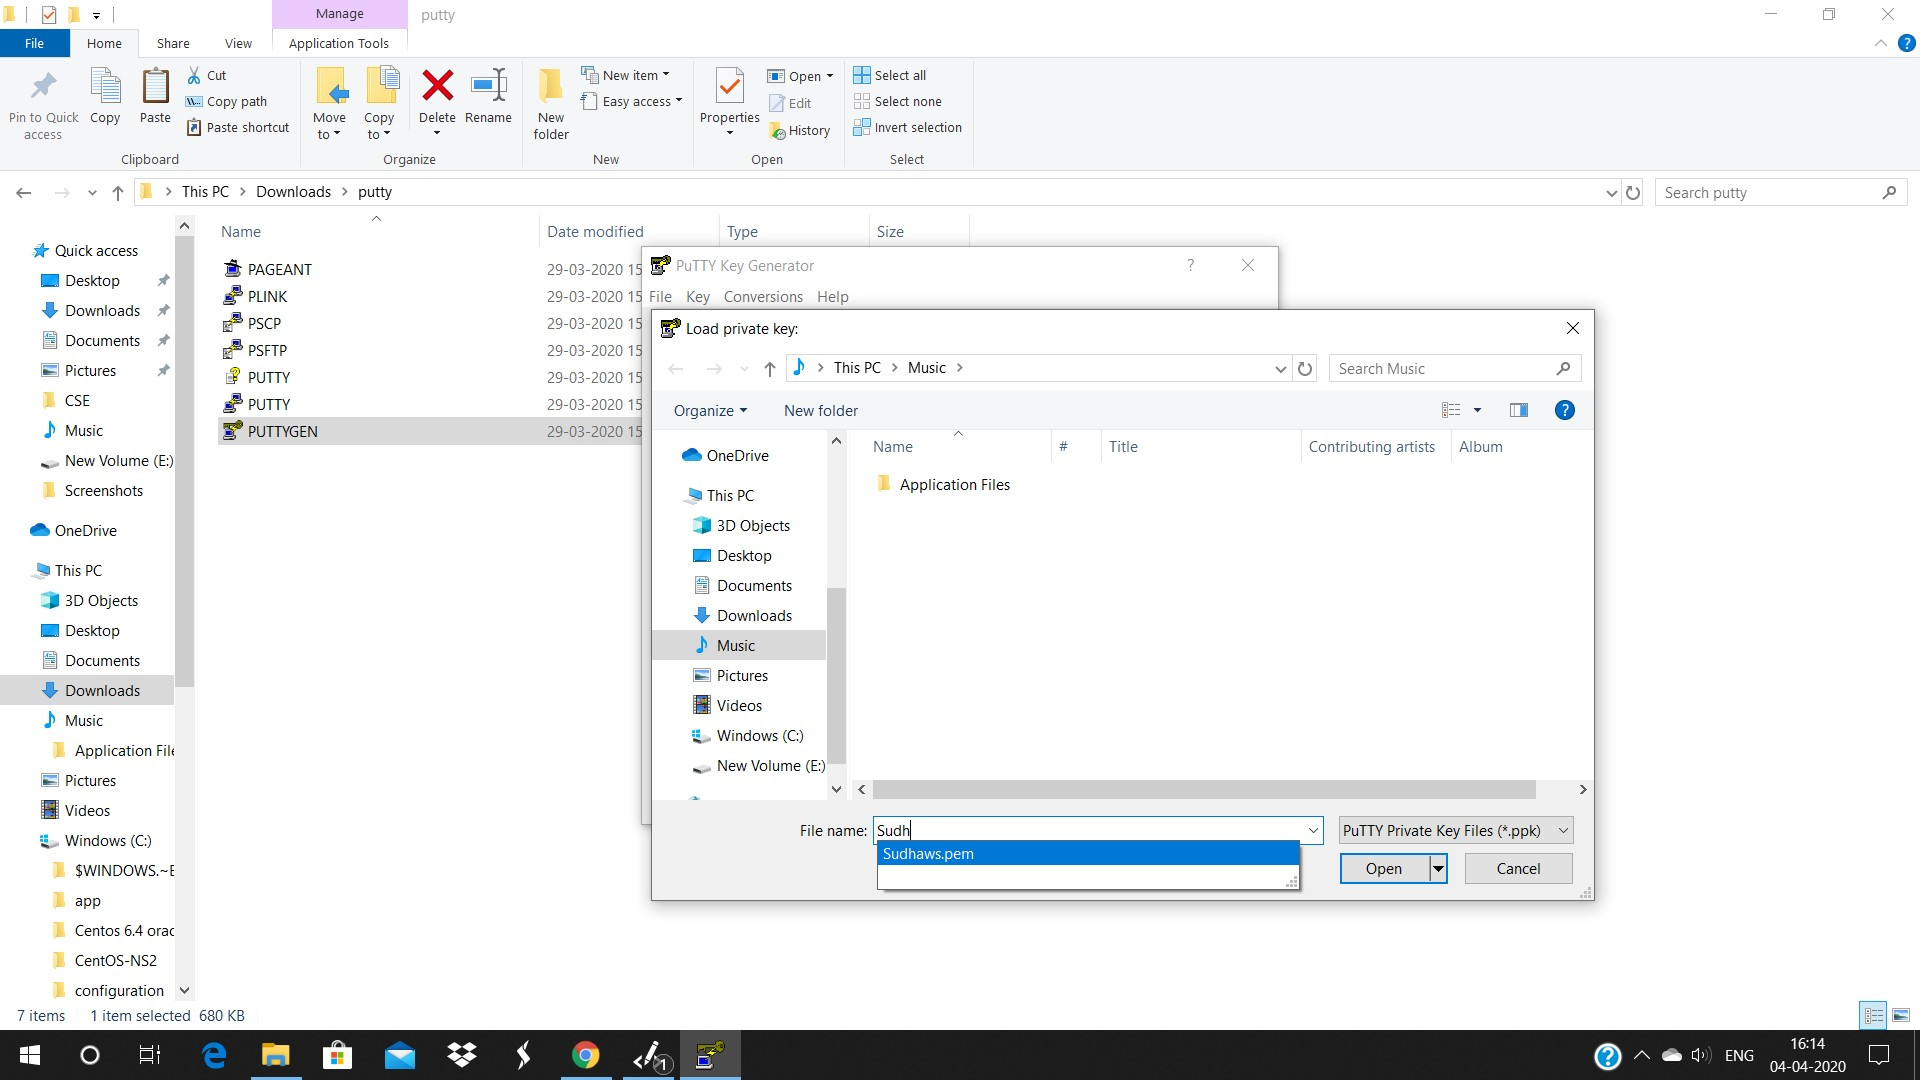 Manage
putty
File
Home
Share
View
Application Tools
Pin to Quick access
Copy
Paste
Cut
Copy path
Paste shortcut
Clipboard
Move to
Copy to
Delete
Rename
Organize
New folder
New item
Easy access
New
Properties
Open
Edit
History
Open
Select all
Select none
Invert selection
Select
This PC > Downloads > putty
Search putty
Quick access
Desktop
Downloads
Documents
Pictures
CSE
Music
New Volume (E:)
Screenshots
OneDrive
This PC
3D Objects
Desktop
Documents
Downloads
Music
Application File
Pictures
Videos
Windows (C:)
$WINDOWS.~E
app
Centos 6.4 orac
CentOS-NS2
configuration
Name Date modified Type Size
PAGEANT 29-03-2020 15
PLINK 29-03-2020 15
PSCP 29-03-2020 15
PSFTP 29-03-2020 15
PUTTY 29-03-2020 15
PUTTY 29-03-2020 15
PUTTYGEN 29-03-2020 15
PuTTY Key Generator
?
File Key Conversions Help
Load private key:
This PC > Music >
Search Music
Organize
New folder
?
OneDrive
This PC
3D Objects
Desktop
Documents
Downloads
Music
Pictures
Videos
Windows (C:)
New Volume (E:)
Name # Title Contributing artists Album
Application Files
File name: Sudh
PuTTY Private Key Files (*.ppk)
Sudhaws.pem
Open
Cancel
7 items 1 item selected 680 KB
1
?
ENG
16:14
04-04-2020